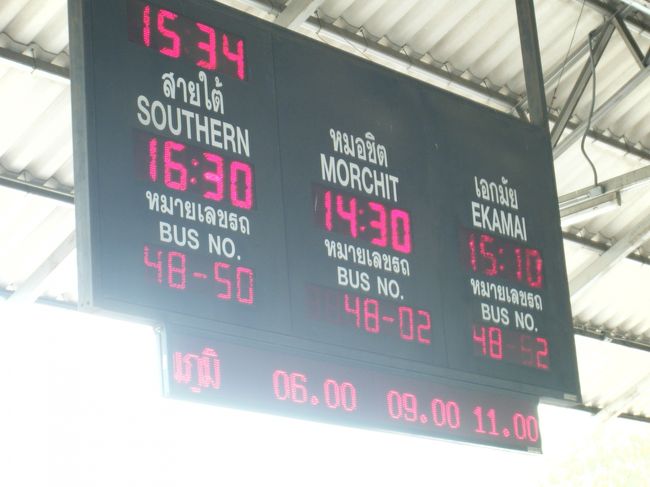 15:34
สายใต้
SOUTHERN
16:30
หมายเลขรถ
BUS NO.
48-50
หมอชิต
MORCHIT
14:30
หมายเลขรถ
BUS NO.
48-02
เอกมัย
EKAMAI
15:10
หมายเลขรถ
BUS NO.
48-52
ภูมิ 06.00 09.00 11.00